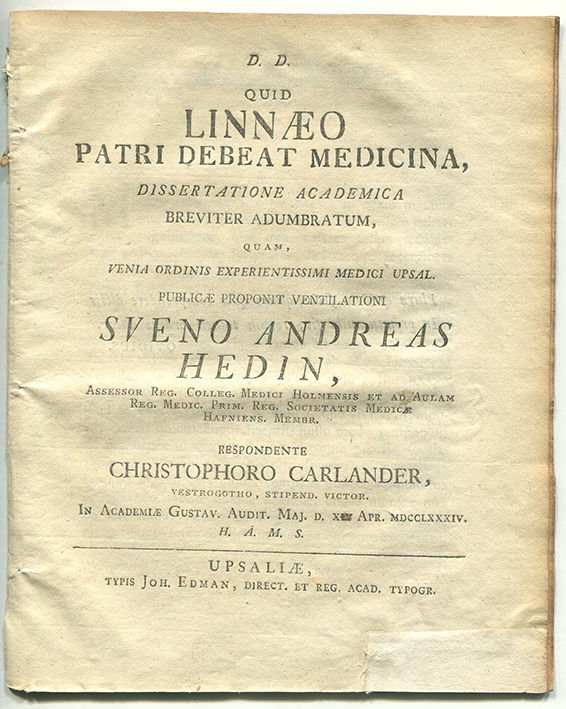 D. D.
QUID
LINNÆO
PATRI DEBEAT MEDICINA,
DISSERTATIONE ACADEMICA
BREVITER ADUMBRATUM,
QUAM,
VENIA ORDINIS EXPERIENTISSIMI MEDICI UPSAL.
PUBLICÆ PROPONIT VENTILATIONI
SVENO ANDREAS
HEDIN,
ASSESSOR REG. COLLEG. MEDICI HOLMENSIS ET AD AULAM
REG. MEDIC. PRIM. REG. SOCIETATIS MEDICÆ
HAFNIENS. MEMBR.
RESPONDENTE
CHRISTOPHORO CARLANDER,
VESTROGOTHO, STIPEND. VICTOR.
IN ACADEMIÆ GUSTAV. AUDIT. MAJ. D. APR. MDCCLXXXIV.
H. A. M. S.
UPSALIÆ,
TYPIS JOH. EDMAN, DIRECT. ET REG. ACAD. TYPOGR.